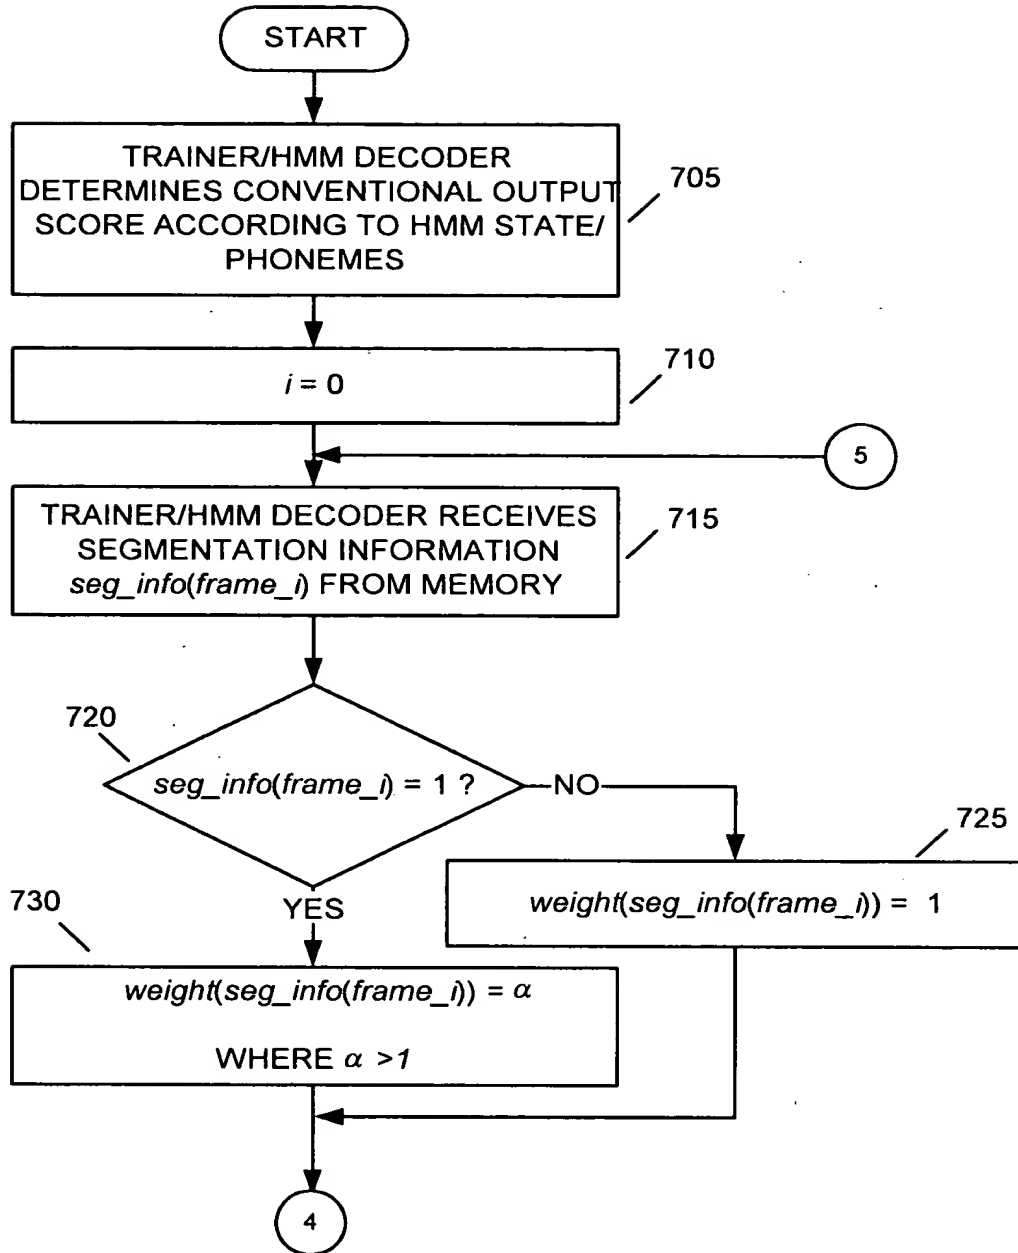 START
TRAINER/HMM DECODER
DETERMINES CONVENTIONAL OUTPUT
SCORE ACCORDING TO HMM STATE/
PHONEMES
705
i = 0
710
5
TRAINER/HMM DECODER RECEIVES
SEGMENTATION INFORMATION
seg_info(frame_i) FROM MEMORY
715
720
seg_info(frame_i) = 1 ?
NO
725
weight(seg_info(frame_i)) = 1
YES
730
weight(seg_info(frame_i)) = α
WHERE α >1
4